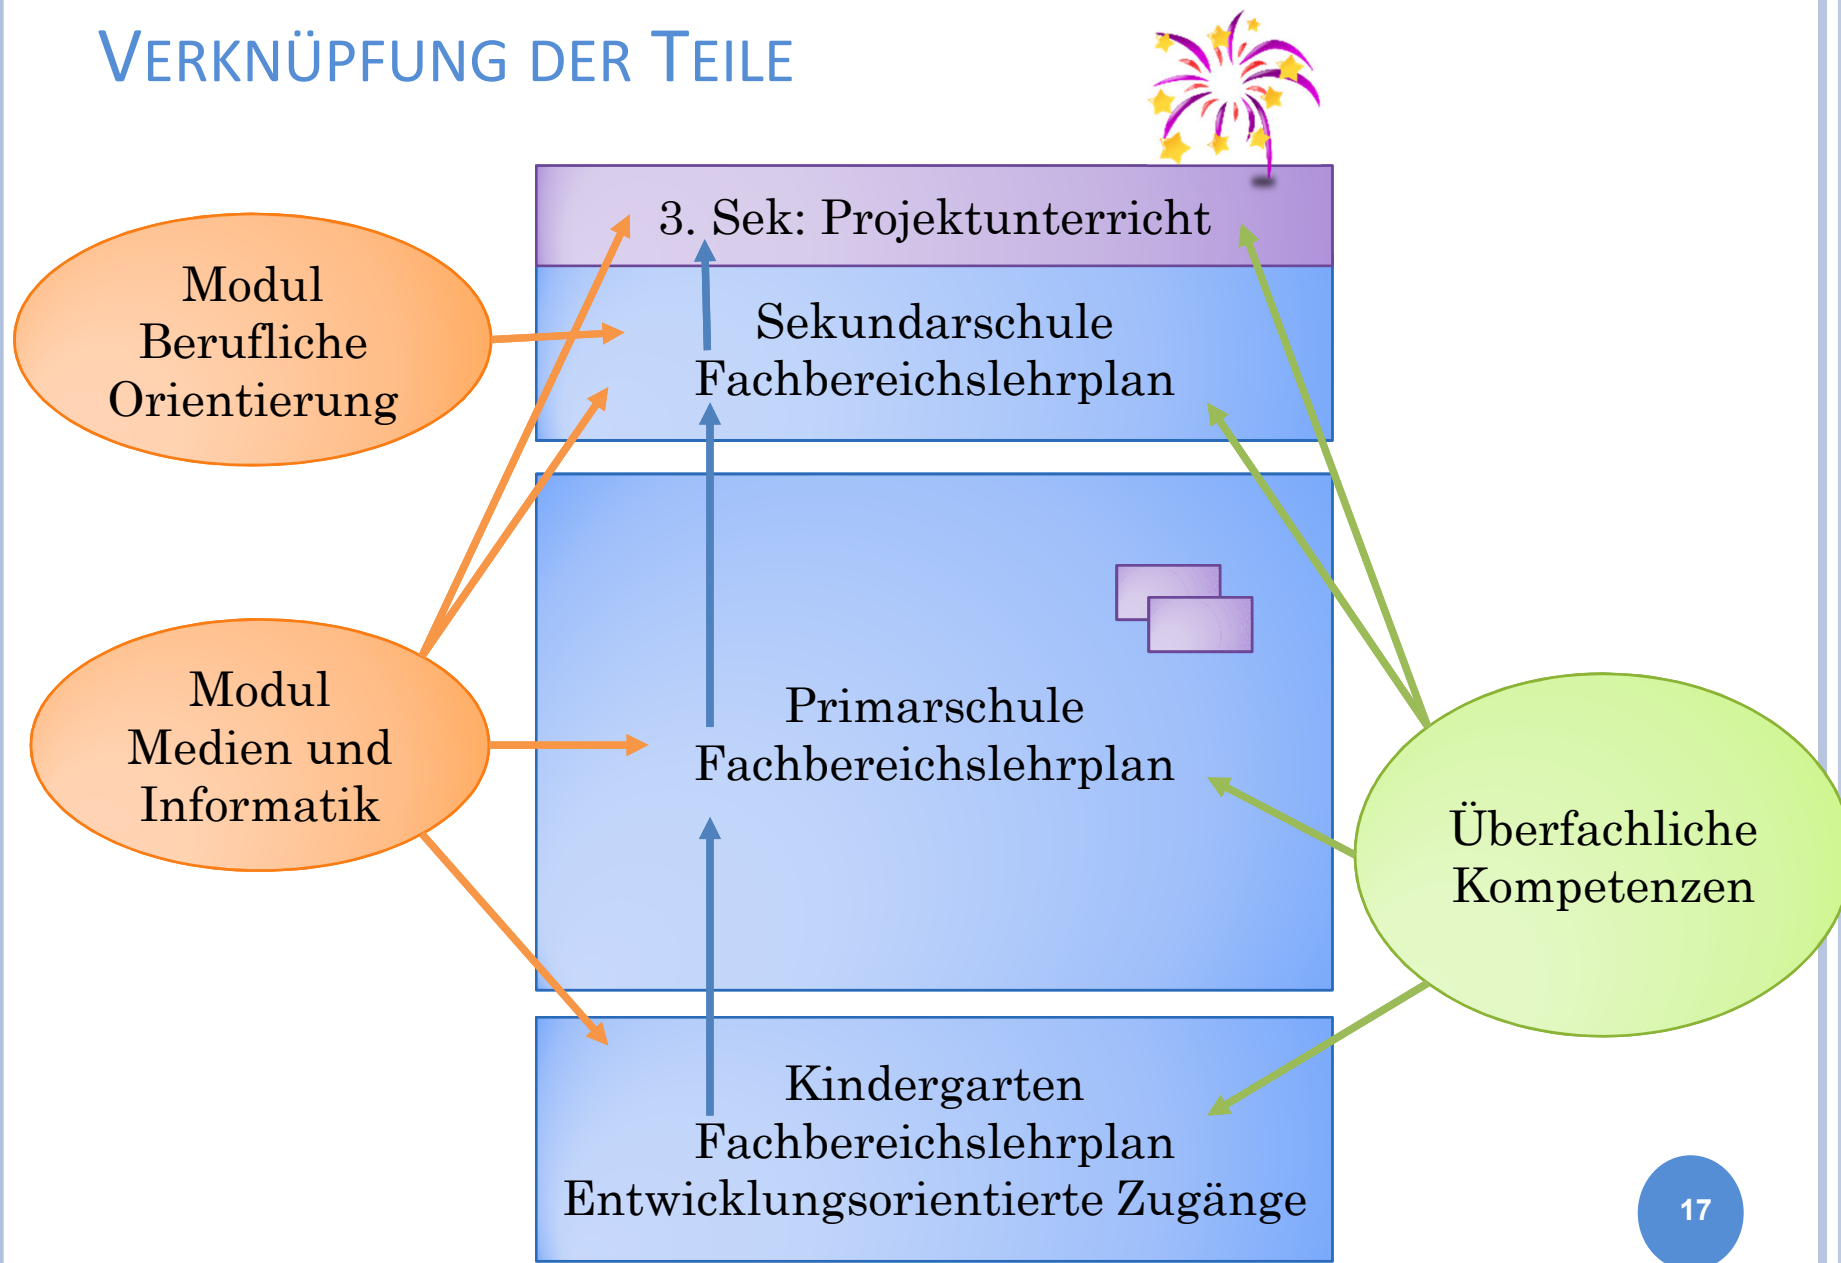 VERKNÜPFUNG DER TEILE
3. Sek: Projektunterricht
Modul
Berufliche
Orientierung
Sekundarschule
Fachbereichslehrplan
Modul
Medien und
Informatik
Primarschule
Fachbereichslehrplan
Überfachliche
Kompetenzen
Kindergarten
Fachbereichslehrplan
Entwicklungsorientierte Zugänge
17